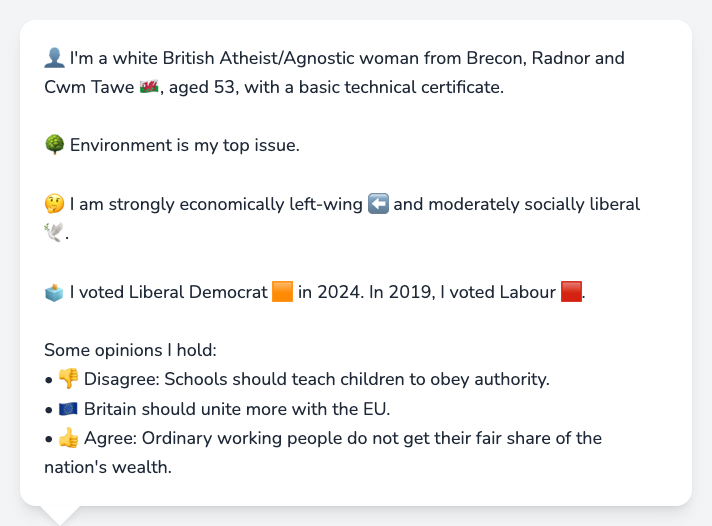 👤 I'm a white British Atheist/Agnostic woman from Brecon, Radnor and
Cwm Tawe 🏴󠁧󠁢󠁷󠁬󠁳󠁿, aged 53, with a basic technical certificate.
🌳 Environment is my top issue.
🤔 I am strongly economically left-wing ⬅️ and moderately socially liberal
🕊️.
🗳️ I voted Liberal Democrat 🟧 in 2024. In 2019, I voted Labour 🟥.
Some opinions I hold:
• 👎 Disagree: Schools should teach children to obey authority.
• 🇪🇺 Britain should unite more with the EU.
• 👍 Agree: Ordinary working people do not get their fair share of the
nation's wealth.